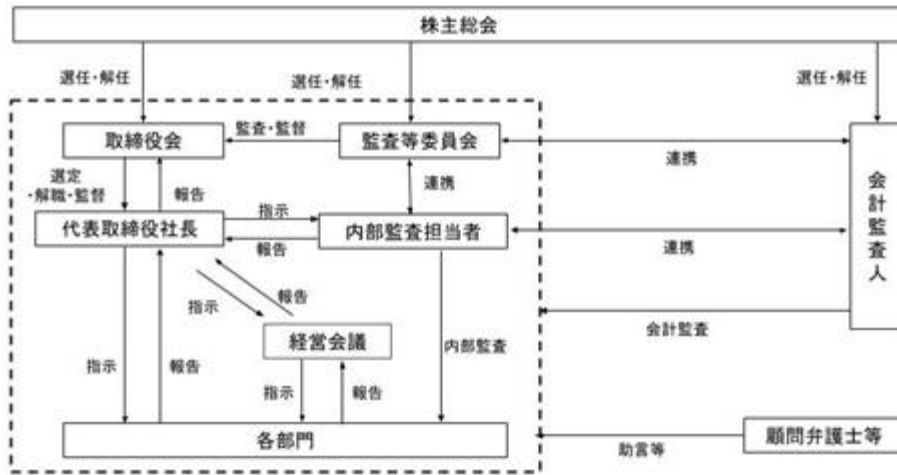 株主総会
選任・解任
選任・解任
選任・解任
取締役会
監査・監督
監査等委員会
連携
選定
・解職・監督
報告
連携
会計監査人
代表取締役社長
指示
報告
内部監査担当者
連携
指示
報告
会計監査
経営会議
内部監査
指示
報告
指示
報告
各部門
助言等
顧問弁護士等